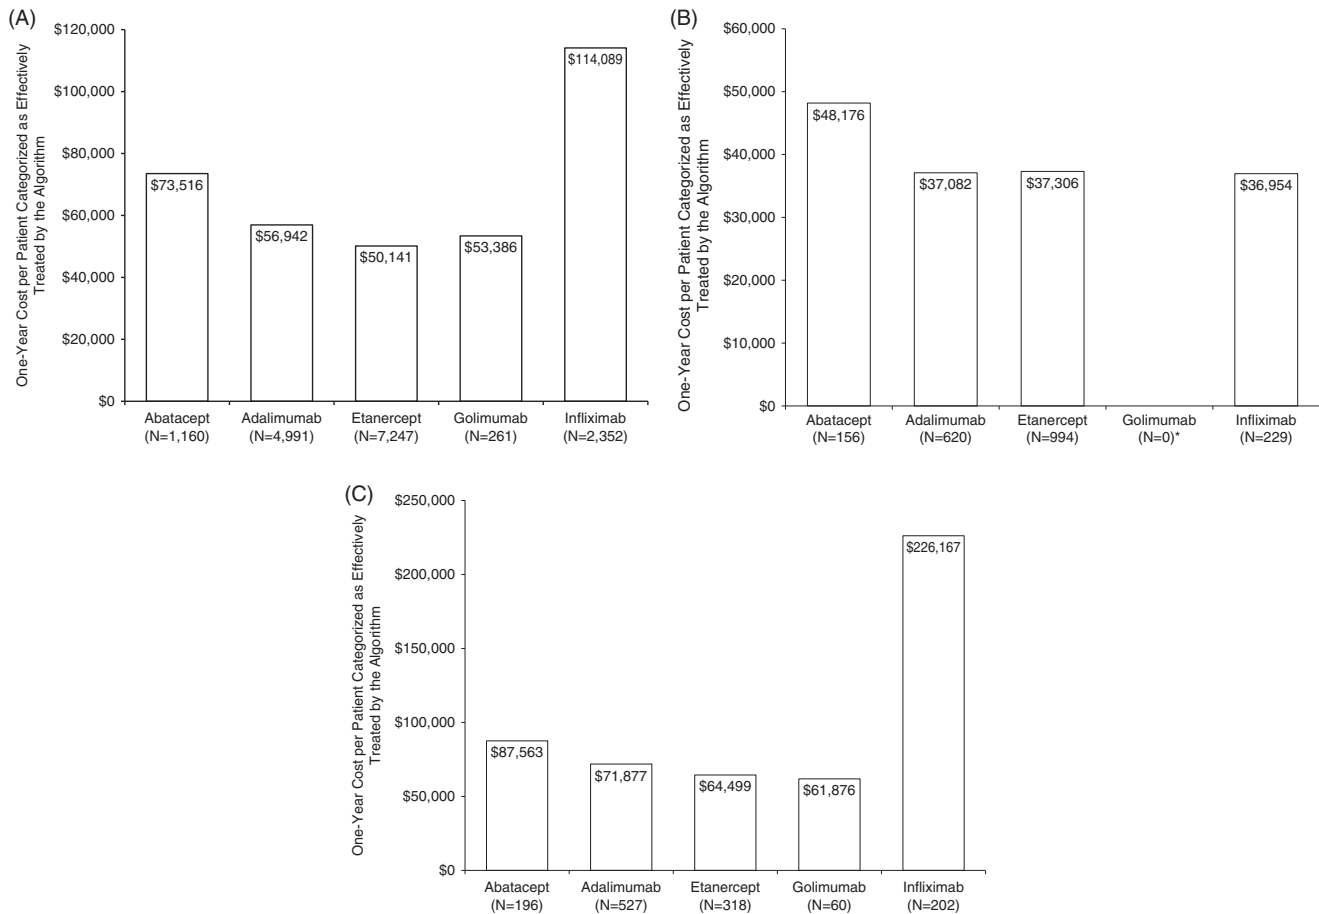 (A)
One-Year Cost per Patient Categorized as Effectively
Treated by the Algorithm
$120,000
$100,000
$80,000
$60,000
$40,000
$20,000
$0
$73,516
$56,942
$50,141
$53,386
$114,089
Abatacept
(N=1,160)
Adalimumab
(N=4,991)
Etanercept
(N=7,247)
Golimumab
(N=261)
Infliximab
(N=2,352)
(B)
One-Year Cost per Patient Categorized as Effectively
Treated by the Algorithm
$60,000
$50,000
$40,000
$30,000
$20,000
$10,000
$0
$48,176
$37,082
$37,306
$36,954
Abatacept
(N=156)
Adalimumab
(N=620)
Etanercept
(N=994)
Golimumab
(N=0)*
Infliximab
(N=229)
(C)
One-Year Cost per Patient Categorized as Effectively
Treated by the Algorithm
$250,000
$200,000
$150,000
$100,000
$50,000
$0
$87,563
$71,877
$64,499
$61,876
$226,167
Abatacept
(N=196)
Adalimumab
(N=527)
Etanercept
(N=318)
Golimumab
(N=60)
Infliximab
(N=202)